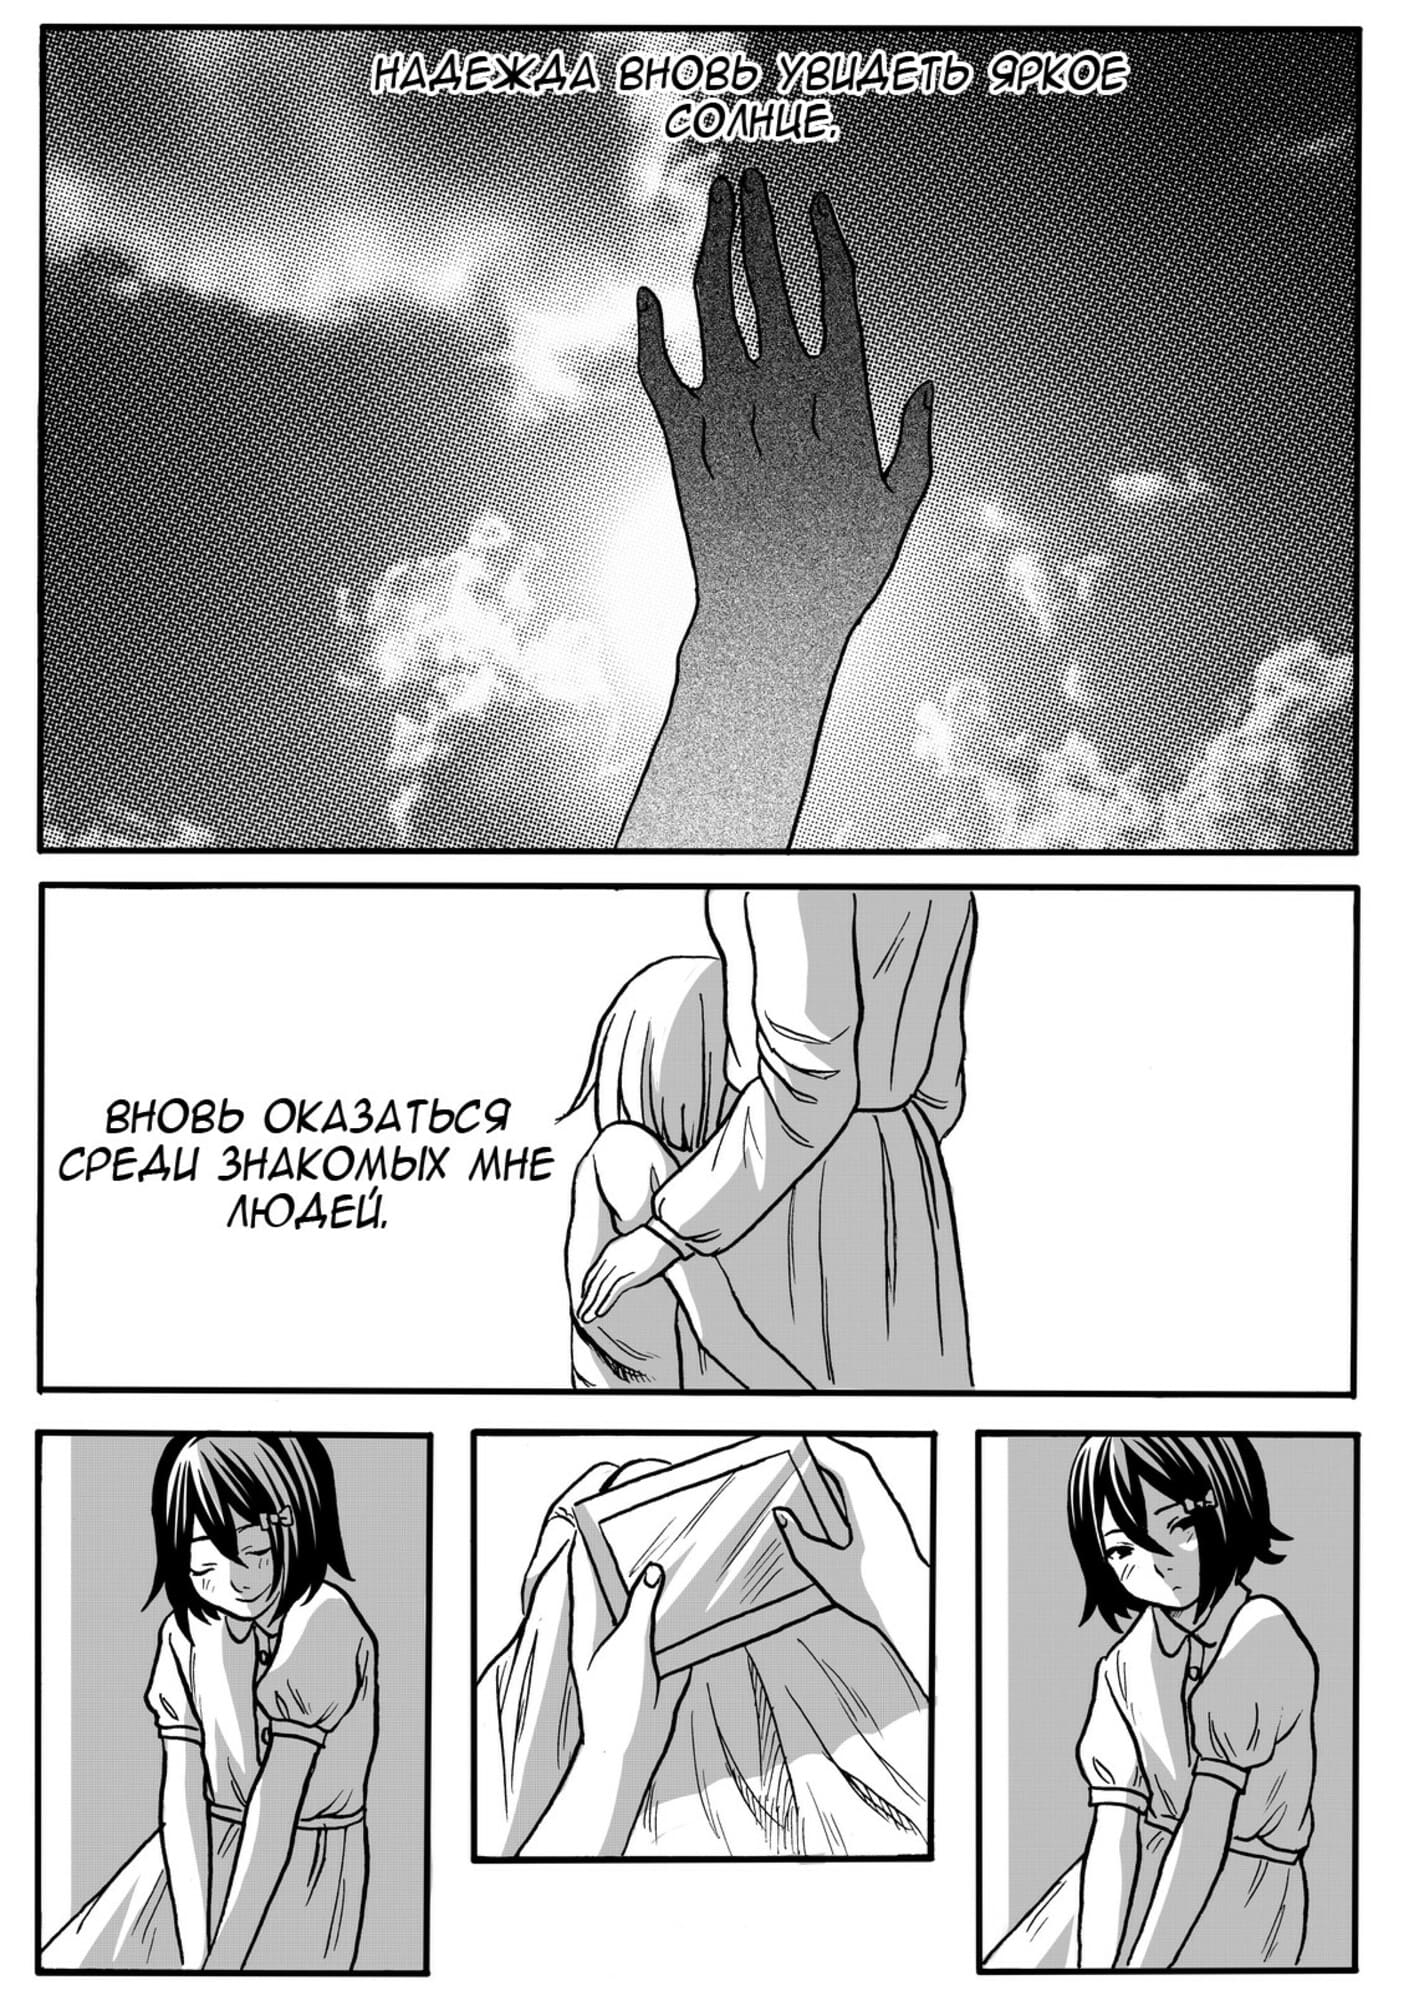 НАДЕЖДА ВНОВЬ УВИДЕТЬ ЯРКОЕ
СОЛНЦЕ.
ВНОВЬ ОКАЗАТЬСЯ
СРЕДИ ЗНАКОМЫХ МНЕ
ЛЮДЕЙ.